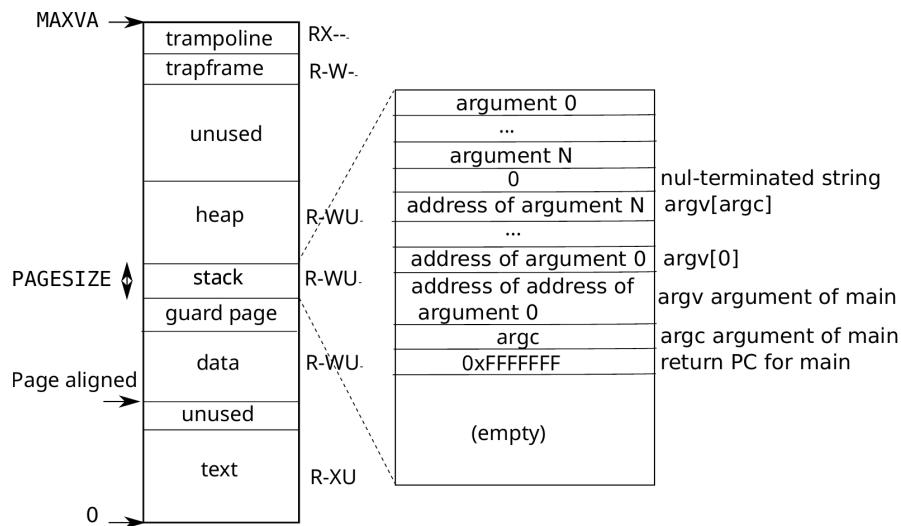 MAXVA
trampoline
RX--
trapframe
R-W-
unused
heap
R-WU
PAGESIZE
stack
R-WU
guard page
data
R-WU
Page aligned
unused
text
R-XU
0
argument 0
...
argument N
0
nul-terminated string
address of argument N
argv[argc]
...
address of argument 0
argv[0]
address of address of
argument 0
argv argument of main
argc
argc argument of main
0xFFFFFFF
return PC for main
(empty)